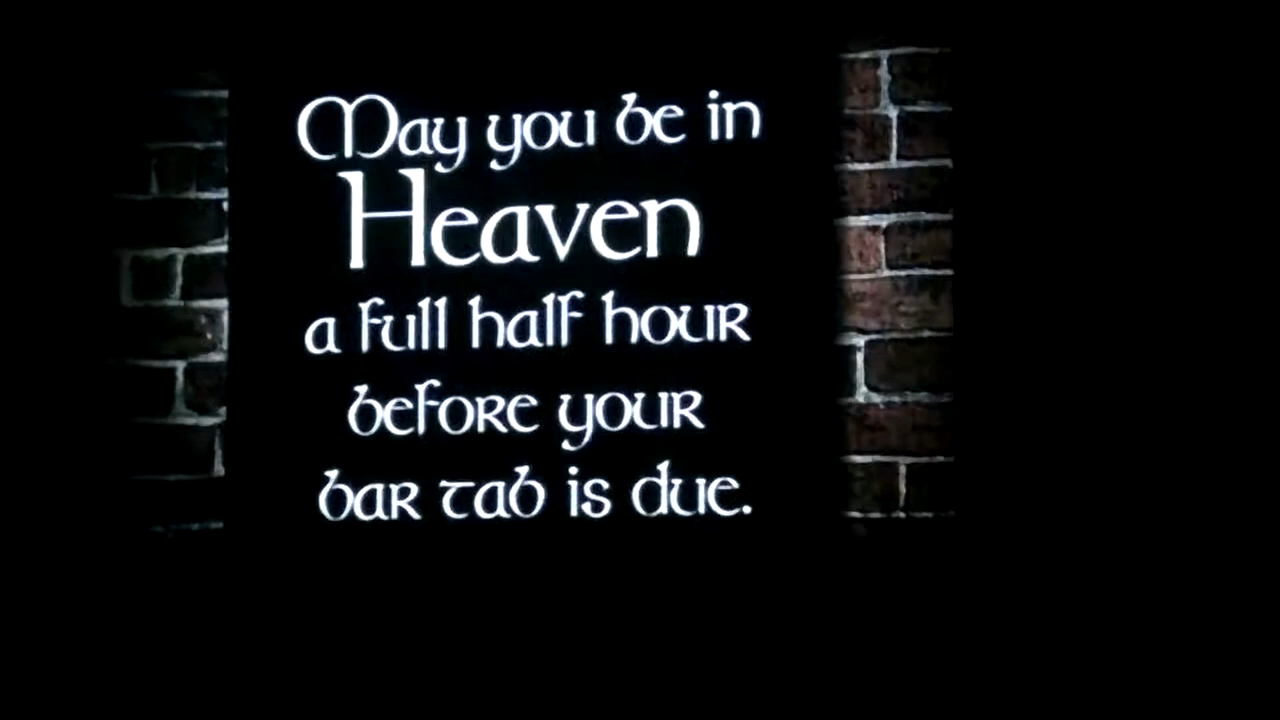 May you be in
Heaven
a full half hour
before your
bar tab is due.